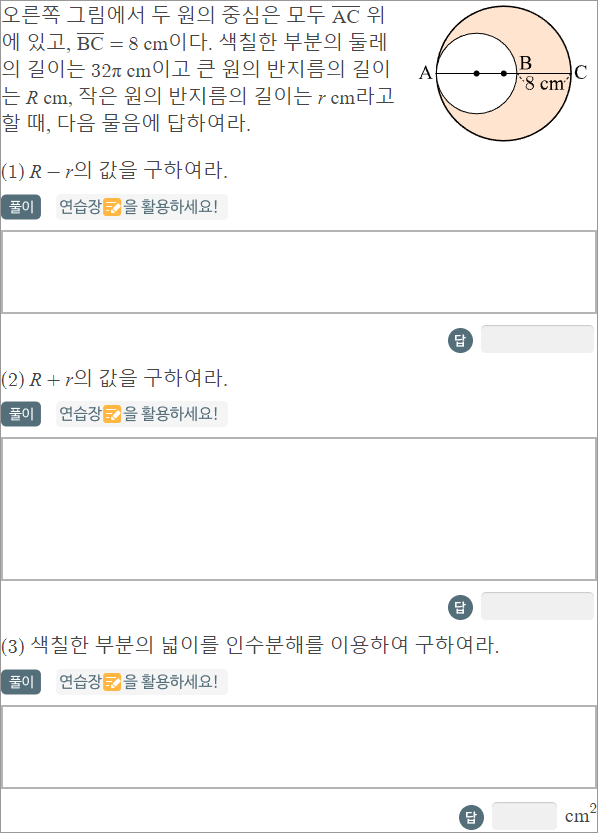 오른쪽 그림에서 두 원의 중심은 모두 A̅C̅ 위
에 있고, B̅C̅ = 8 cm이다. 색칠한 부분의 둘레
의 길이는 32π cm이고 큰 원의 반지름의 길이
는 R cm, 작은 원의 반지름의 길이는 r cm라고
할 때, 다음 물음에 답하여라.
A
B
C
8 cm
(1) R − r의 값을 구하여라.
풀이 연습장을 활용하세요!
답
(2) R + r의 값을 구하여라.
풀이 연습장을 활용하세요!
답
(3) 색칠한 부분의 넓이를 인수분해를 이용하여 구하여라.
풀이 연습장을 활용하세요!
답 cm²